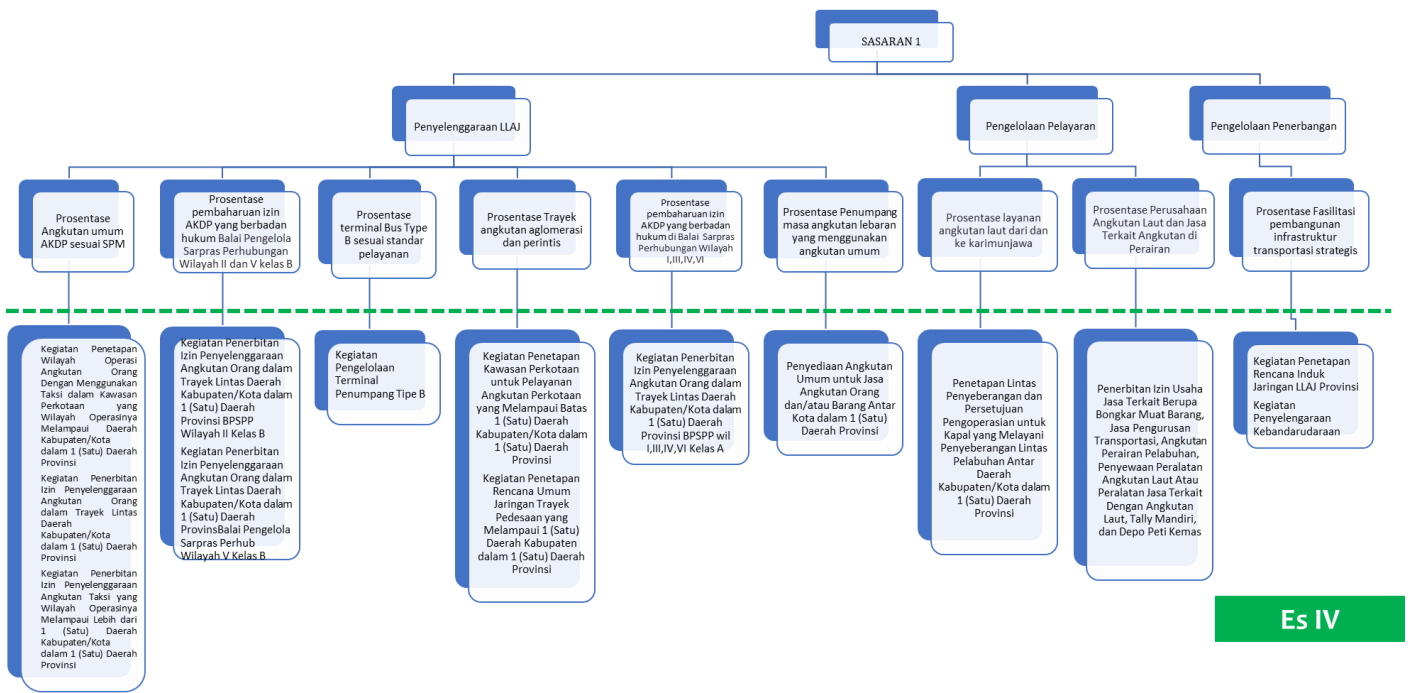 SASARAN 1
Penyelenggaraan LLAJ
Pengelolaan Pelayaran
Pengelolaan Penerbangan
Prosentase
Angkutan umum
AKDP sesuai SPM
Prosentase
pembaharuan izin
AKDP yang berbadan
hukum Balai Pengelola
Sarpras Perhubungan
Wilayah II dan V kelas B
Prosentase
terminal Bus Type
B sesuai standar
pelayanan
Prosentase Trayek
angkutan aglomerasi
dan perintis
Prosentase
pembaharuan izin
AKDP yang berbadan
hukum di Balai Sarpras
Perhubungan Wilayah
I,III,IV,VI
Prosentase Penumpang
masa angkutan lebaran
yang menggunakan
angkutan umum
Prosentase layanan
angkutan laut dari dan
ke karimunjawa
Prosentase Perusahaan
Angkutan Laut dan Jasa
Terkait Angkutan di
Perairan
Prosentase Fasilitasi
pembangunan
infrastruktur
transportasi strategis
Kegiatan Penetapan
Wilayah Operasi
Angkutan Orang
Dengan Menggunakan
Taksi dalam Kawasan
Perkotaan yang
Wilayah Operasinya
Melampaui Daerah
Kabupaten/Kota
dalam 1 (Satu) Daerah
Provinsi
Kegiatan Penerbitan
Izin Penyelenggaraan
Angkutan Orang
dalam Trayek Lintas
Daerah
Kabupaten/Kota
dalam 1 (Satu) Daerah
Provinsi
Kegiatan Penerbitan
Izin Penyelenggaraan
Angkutan Taksi yang
Wilayah Operasinya
Melampaui Lebih dari
1 (Satu) Daerah
Kabupaten/Kota
dalam 1 (Satu) Daerah
Provinsi
Kegiatan Penerbitan
Izin Penyelenggaraan
Angkutan Orang dalam
Trayek Lintas Daerah
Kabupaten/Kota dalam
1 (Satu) Daerah
Provinsi BPSPP
Wilayah II Kelas B
Kegiatan Penerbitan
Izin Penyelenggaraan
Angkutan Orang dalam
Trayek Lintas Daerah
Kabupaten/Kota dalam
1 (Satu) Daerah
ProvinsBalai Pengelola
Sarpras Perhub
Wilayah V Kelas B
Kegiatan
Pengelolaan
Terminal
Penumpang Tipe B
Kegiatan Penetapan
Kawasan Perkotaan
untuk Pelayanan
Angkutan Perkotaan
yang Melampaui Batas
1 (Satu) Daerah
Kabupaten/Kota dalam
1 (Satu) Daerah
Provinsi
Kegiatan Penetapan
Rencana Umum
Jaringan Trayek
Pedesaan yang
Melampaui 1 (Satu)
Daerah Kabupaten
dalam 1 (Satu) Daerah
Provinsi
Kegiatan Penerbitan
Izin Penyelenggaraan
Angkutan Orang dalam
Trayek Lintas Daerah
Kabupaten/Kota dalam
1 (Satu) Daerah
Provinsi BPSPP wil
I,III,IV,VI Kelas A
Penyediaan Angkutan
Umum untuk Jasa
Angkutan Orang
dan/atau Barang Antar
Kota dalam 1 (Satu)
Daerah Provinsi
Penetapan Lintas
Penyeberangan dan
Persetujuan
Pengoperasian untuk
Kapal yang Melayani
Penyeberangan Lintas
Pelabuhan Antar
Daerah
Kabupaten/Kota dalam
1 (Satu) Daerah
Provinsi
Penerbitan Izin Usaha
Jasa Terkait Berupa
Bongkar Muat Barang,
Jasa Pengurusan
Transportasi, Angkutan
Perairan Pelabuhan,
Penyewaan Peralatan
Angkutan Laut Atau
Peralatan Jasa Terkait
Dengan Angkutan
Laut, Tally Mandiri,
dan Depo Peti Kemas
Kegiatan Penetapan
Rencana Induk
Jaringan LLAJ Provinsi
Kegiatan
Penyelengaraan
Kebandarudaraan
Es IV